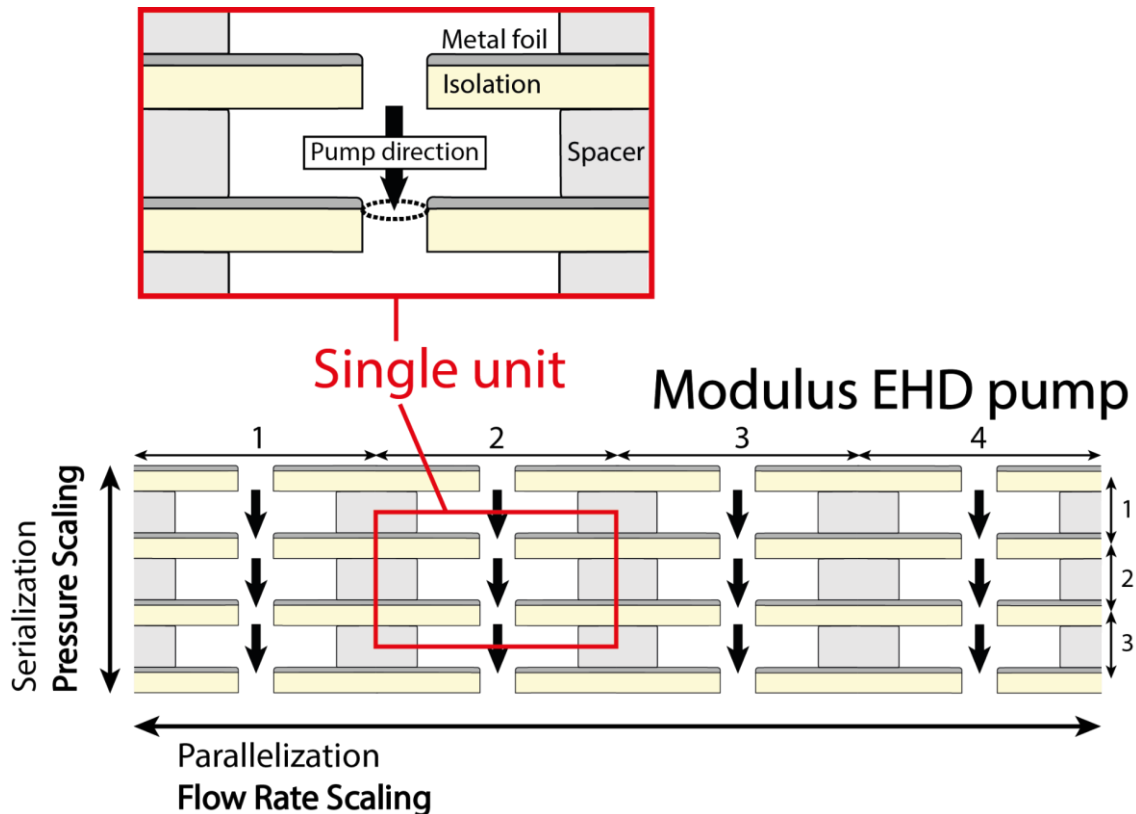 Metal foil
Isolation
Pump direction
Spacer
Single unit
Modulus EHD pump
1 2 3 4
Serialization
Pressure Scaling
1
2
3
Parallelization
Flow Rate Scaling